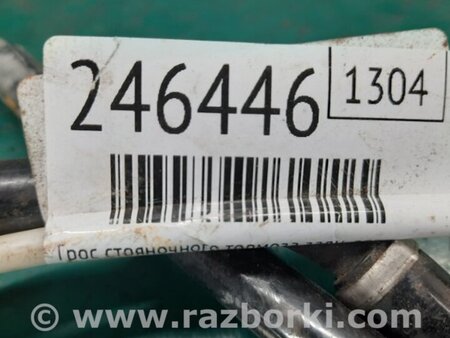 246446
1304
Трос стояночного тормоза
www.razborki.com